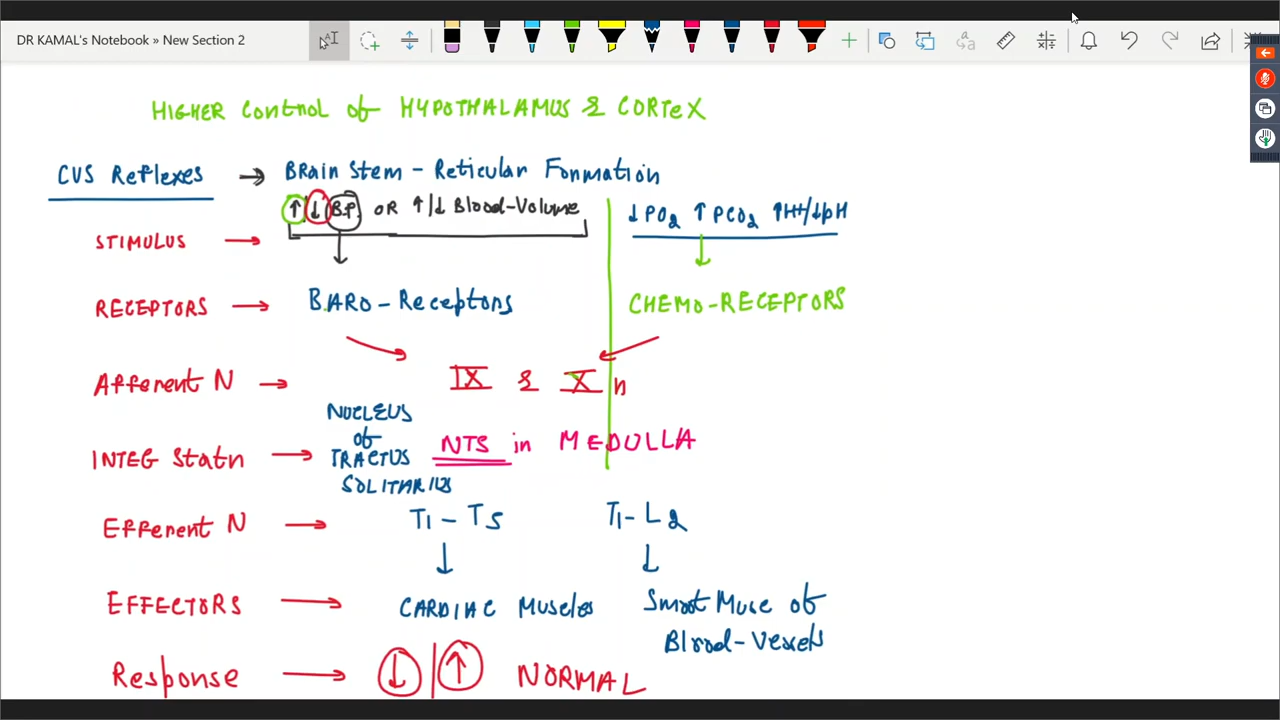 DR KAMAL's Notebook » New Section 2
HIGHER Control of HYPOTHALAMUS & CORTeX
CVS Reflexes → BRain Stem - Reticular Formation
↑/↓ B.P. OR ↑/↓ Blood-Volume
↓PO2 ↑PCO2 ↑H+/↓pH
STIMULUS →
RECEPTORS → BARO-Receptors CHEMO-RECEPTORS
Afferent N → IX & X n
INTEG Statn → NUCLEUS
of
TRACTUS
SOLITARIUS
NTS in MEDULLA
Efferent N → T1 - T5 T1 - L2
EFFECTORS → CARDIAC Muscles Smoot Musc of
Blood-Vessels
Response → ↓/↑ NORMAL